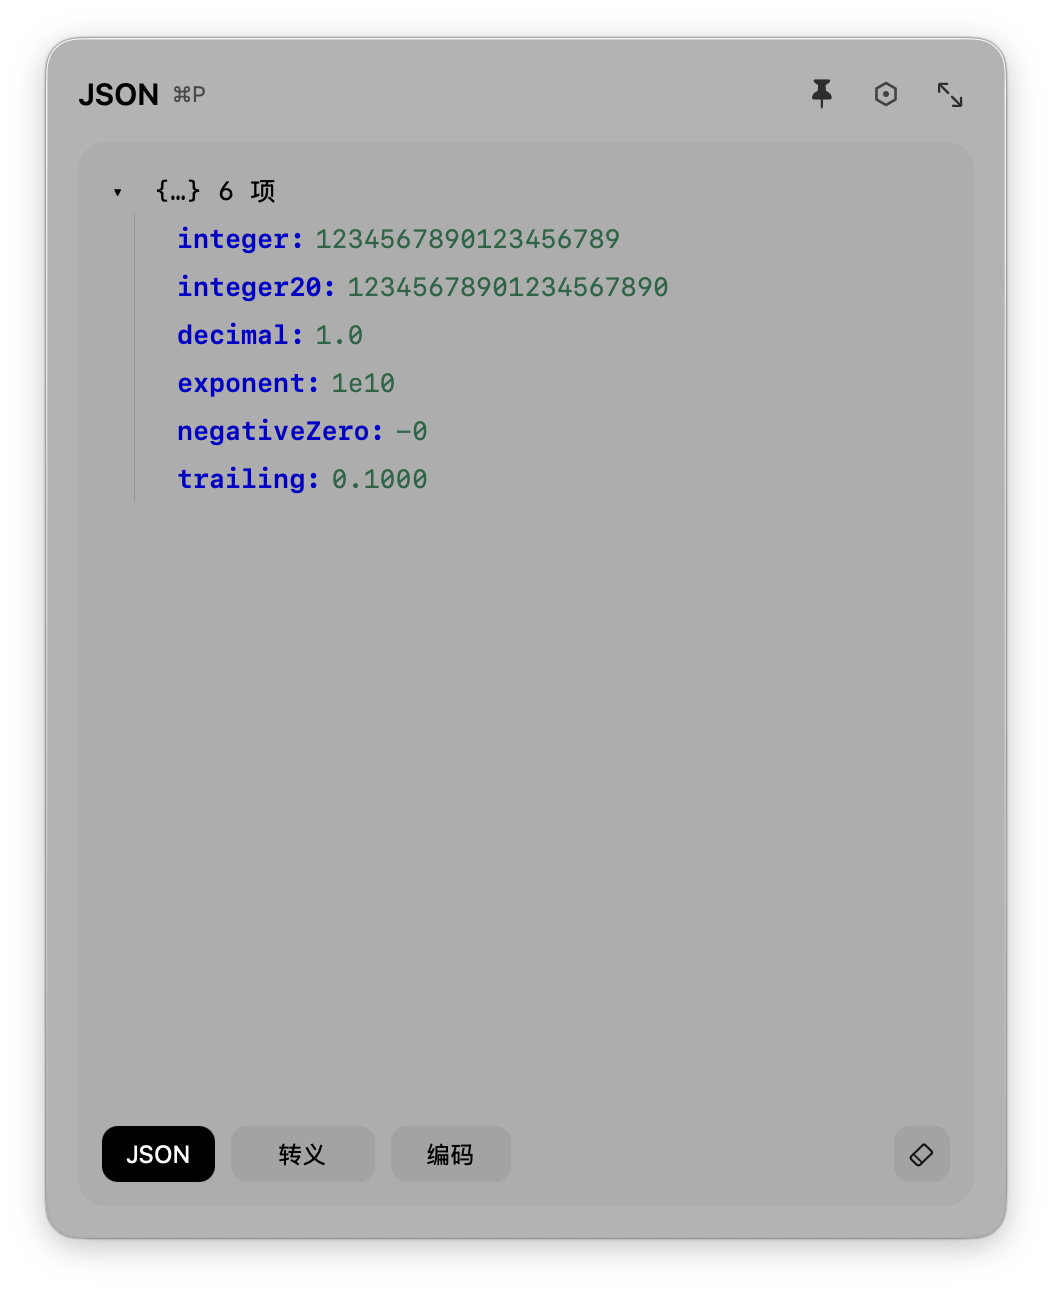 JSON ⌘P
{…} 6 项
integer: 1234567890123456789
integer20: 12345678901234567890
decimal: 1.0
exponent: 1e10
negativeZero: -0
trailing: 0.1000
JSON 转义 编码